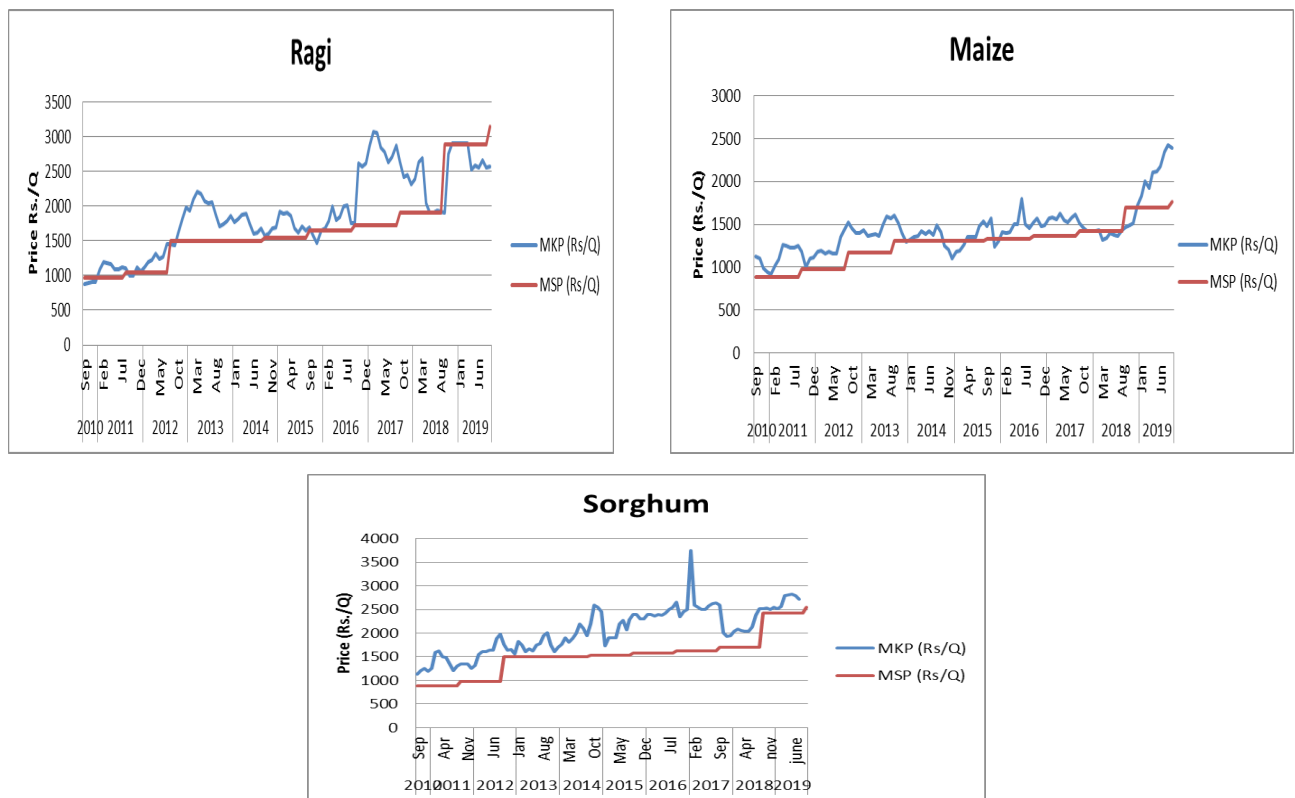 Ragi
Price Rs./Q
3500
3000
2500
2000
1500
1000
500
0
MKP (Rs/Q)
MSP (Rs/Q)
Sep Feb Jul Dec May Oct Mar Aug Jan Jun Nov Apr Sep Feb Jul Dec May Oct Mar Aug Jan Jun
2010 2011 2012 2013 2014 2015 2016 2017 2018 2019
Maize
Price (Rs./Q)
3000
2500
2000
1500
1000
500
0
MKP (Rs/Q)
MSP (Rs/Q)
Sep Feb Jul Dec May Oct Mar Aug Jan Jun Nov Apr Sep Feb Jul Dec May Oct Mar Aug Jan Jun
2010 2011 2012 2013 2014 2015 2016 2017 2018 2019
Sorghum
Price (Rs./Q)
4000
3500
3000
2500
2000
1500
1000
500
0
MKP (Rs/Q)
MSP (Rs/Q)
Sep Apr Nov Jun Jan Aug Mar Oct May Dec Jul Feb Sep Apr nov june
2010 2011 2012 2013 2014 2015 2016 2017 2018 2019